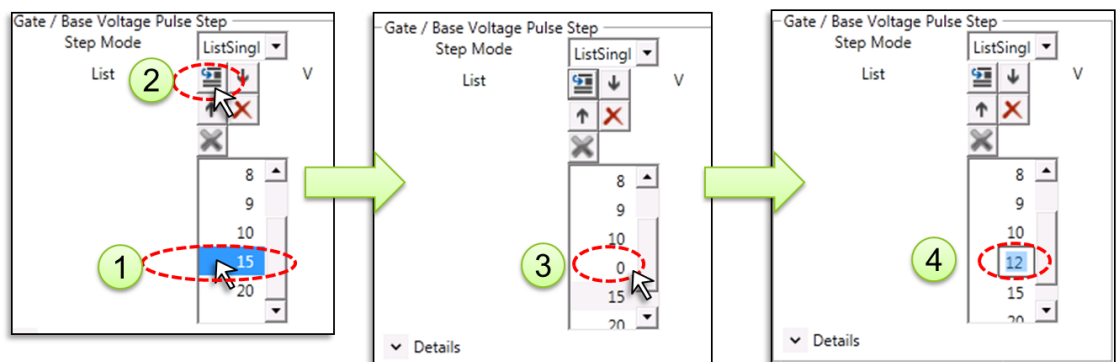 Gate / Base Voltage Pulse Step
Step Mode
ListSingl
List
V
2
8
9
10
15
20
1
Gate / Base Voltage Pulse Step
Step Mode
ListSingl
List
V
8
9
10
0
15
20
3
Details
Gate / Base Voltage Pulse Step
Step Mode
ListSingl
List
V
8
9
10
12
15
20
4
Details